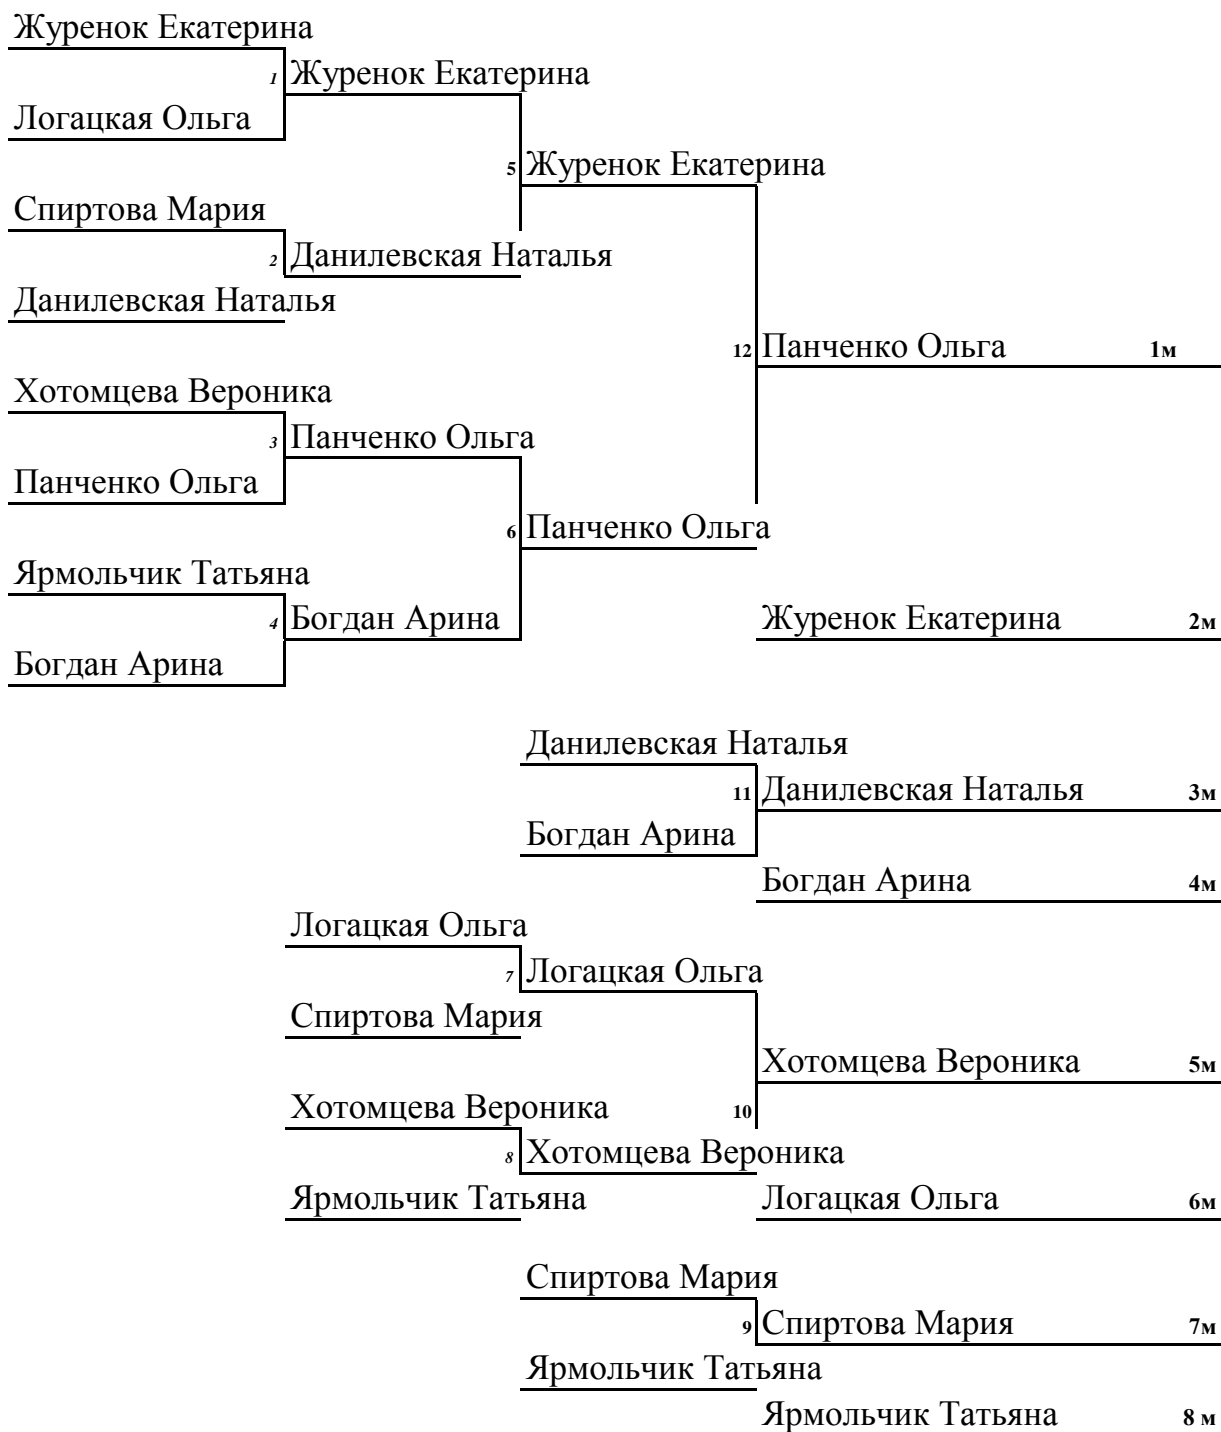 Журенок Екатерина
1 Журенок Екатерина
Логацкая Ольга
5 Журенок Екатерина
Спиртова Мария
2 Данилевская Наталья
Данилевская Наталья
12 Панченко Ольга 1м
Хотомцева Вероника
3 Панченко Ольга
Панченко Ольга
6 Панченко Ольга
Ярмольчик Татьяна
4 Богдан Арина Журенок Екатерина 2м
Богдан Арина
Данилевская Наталья
11 Данилевская Наталья 3м
Богдан Арина
Богдан Арина 4м
Логацкая Ольга
7 Логацкая Ольга
Спиртова Мария
Хотомцева Вероника 5м
Хотомцева Вероника 10
8 Хотомцева Вероника
Ярмольчик Татьяна Логацкая Ольга 6м
Спиртова Мария
9 Спиртова Мария 7м
Ярмольчик Татьяна
Ярмольчик Татьяна 8 м